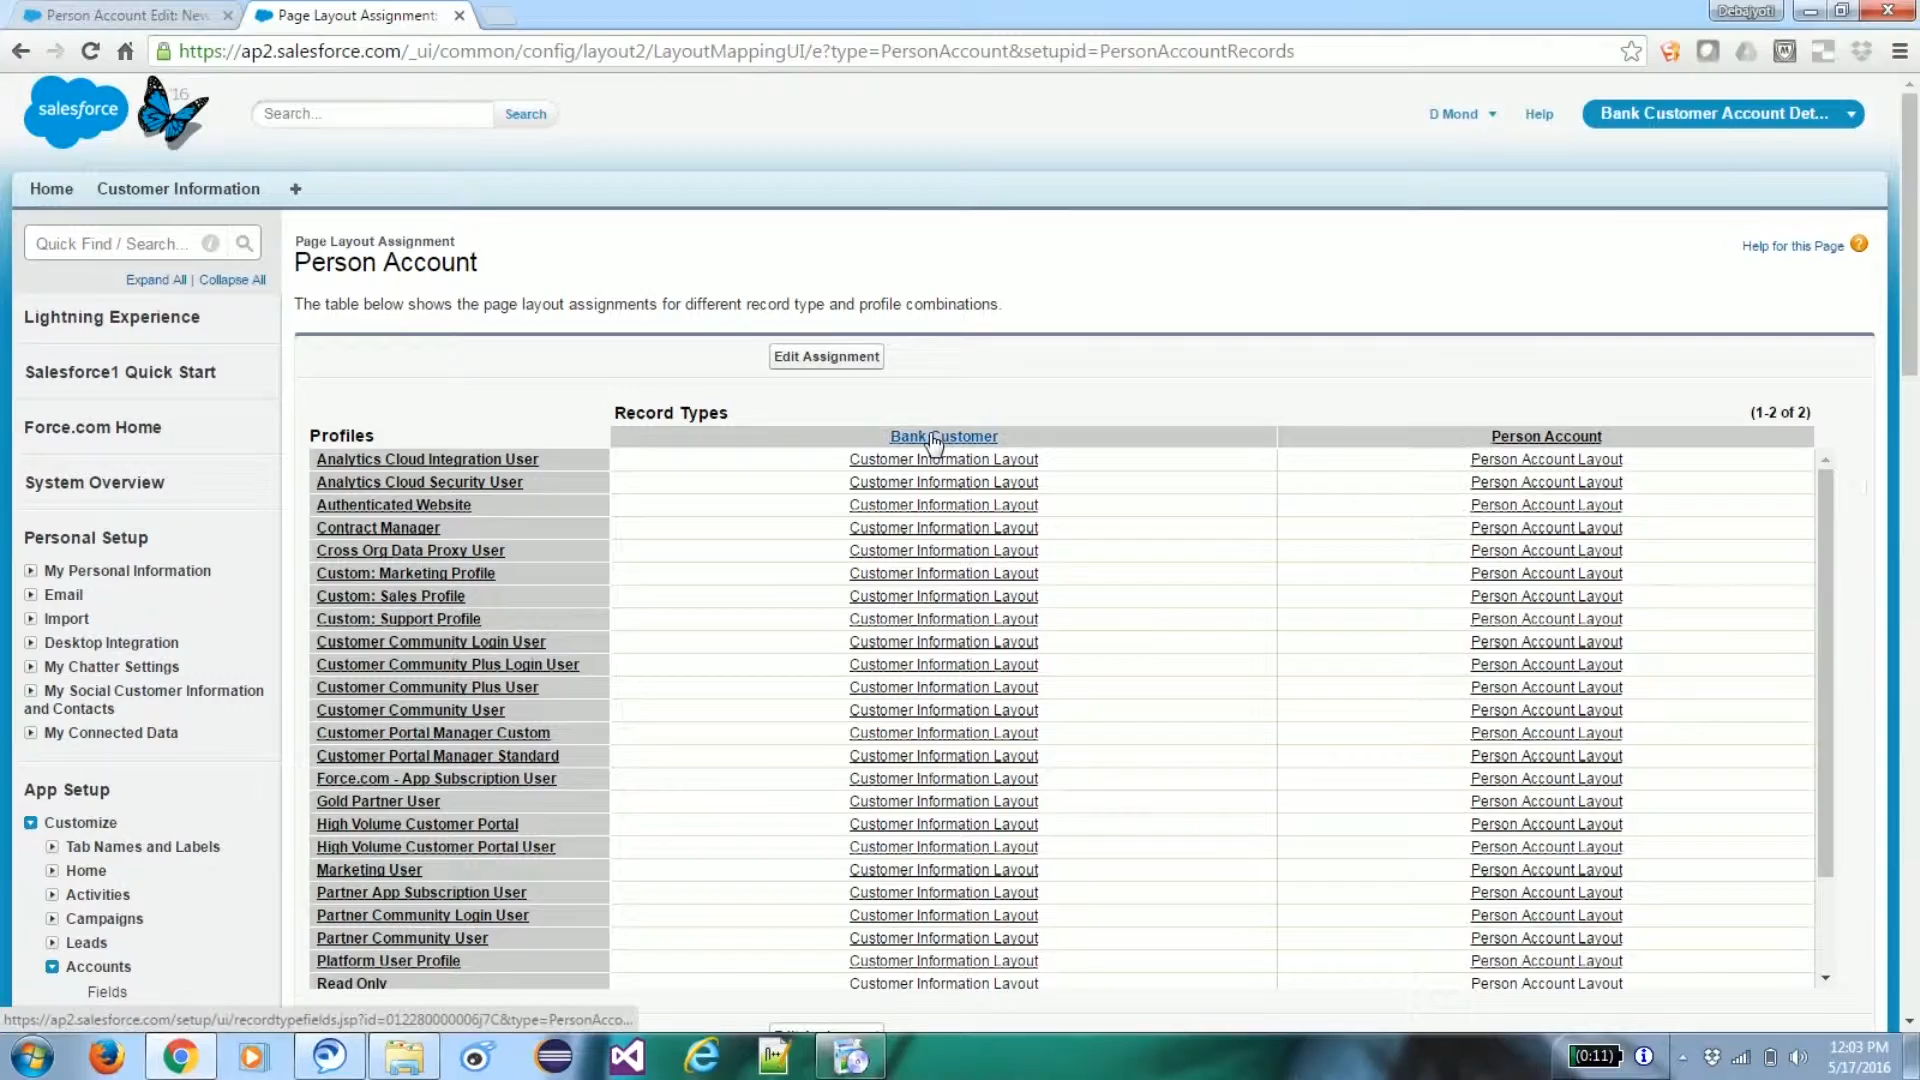 Person Account Edit: New
Page Layout Assignment:
Debajyoti
https://ap2.salesforce.com/_ui/common/config/layout2/LayoutMappingUI/e?type=PersonAccount&setupid=PersonAccountRecords
salesforce
'16
Search...
Search
D Mond
Help
Bank Customer Account Det...
Home
Customer Information
+
Quick Find / Search...
Expand All | Collapse All
Lightning Experience
Salesforce1 Quick Start
Force.com Home
System Overview
Personal Setup
My Personal Information
Email
Import
Desktop Integration
My Chatter Settings
My Social Customer Information
and Contacts
My Connected Data
App Setup
Customize
Tab Names and Labels
Home
Activities
Campaigns
Leads
Accounts
Fields
Page Layout Assignment
Person Account
Help for this Page
The table below shows the page layout assignments for different record type and profile combinations.
Edit Assignment
Record Types
(1-2 of 2)
Profiles
Bank Customer
Person Account
Analytics Cloud Integration User Customer Information Layout Person Account Layout
Analytics Cloud Security User Customer Information Layout Person Account Layout
Authenticated Website Customer Information Layout Person Account Layout
Contract Manager Customer Information Layout Person Account Layout
Cross Org Data Proxy User Customer Information Layout Person Account Layout
Custom: Marketing Profile Customer Information Layout Person Account Layout
Custom: Sales Profile Customer Information Layout Person Account Layout
Custom: Support Profile Customer Information Layout Person Account Layout
Customer Community Login User Customer Information Layout Person Account Layout
Customer Community Plus Login User Customer Information Layout Person Account Layout
Customer Community Plus User Customer Information Layout Person Account Layout
Customer Community User Customer Information Layout Person Account Layout
Customer Portal Manager Custom Customer Information Layout Person Account Layout
Customer Portal Manager Standard Customer Information Layout Person Account Layout
Force.com - App Subscription User Customer Information Layout Person Account Layout
Gold Partner User Customer Information Layout Person Account Layout
High Volume Customer Portal Customer Information Layout Person Account Layout
High Volume Customer Portal User Customer Information Layout Person Account Layout
Marketing User Customer Information Layout Person Account Layout
Partner App Subscription User Customer Information Layout Person Account Layout
Partner Community Login User Customer Information Layout Person Account Layout
Partner Community User Customer Information Layout Person Account Layout
Platform User Profile Customer Information Layout Person Account Layout
Read Only Customer Information Layout Person Account Layout
https://ap2.salesforce.com/setup/ui/recordtypefields.jsp?id=012280000006j7C&type=PersonAcco...
(0:11)
12:03 PM
5/17/2016